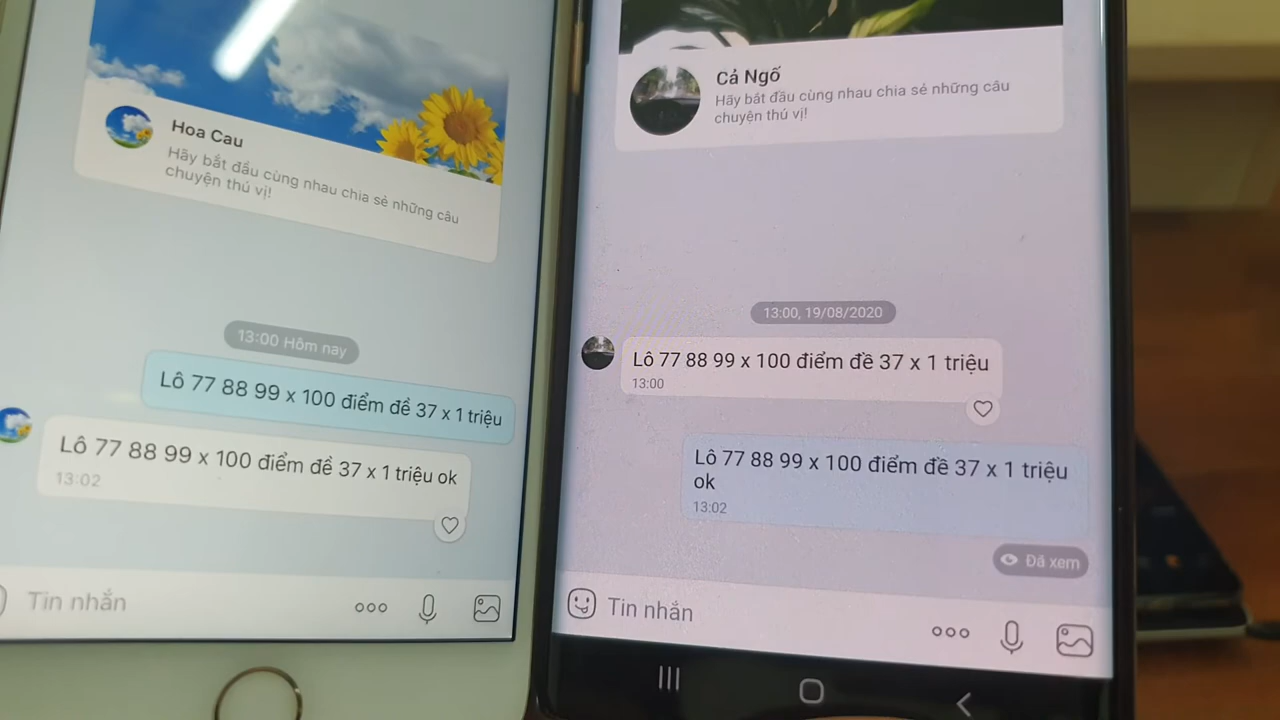 Hoa Cau
Hãy bắt đầu cùng nhau chia sẻ những câu
chuyện thú vị!
13:00 Hôm nay
Lô 77 88 99 x 100 điểm đề 37 x 1 triệu
Lô 77 88 99 x 100 điểm đề 37 x 1 triệu ok
13:02
Tin nhắn
Cả Ngố
Hãy bắt đầu cùng nhau chia sẻ những câu
chuyện thú vị!
13:00, 19/08/2020
Lô 77 88 99 x 100 điểm đề 37 x 1 triệu
13:00
Lô 77 88 99 x 100 điểm đề 37 x 1 triệu
ok
13:02
Đã xem
Tin nhắn